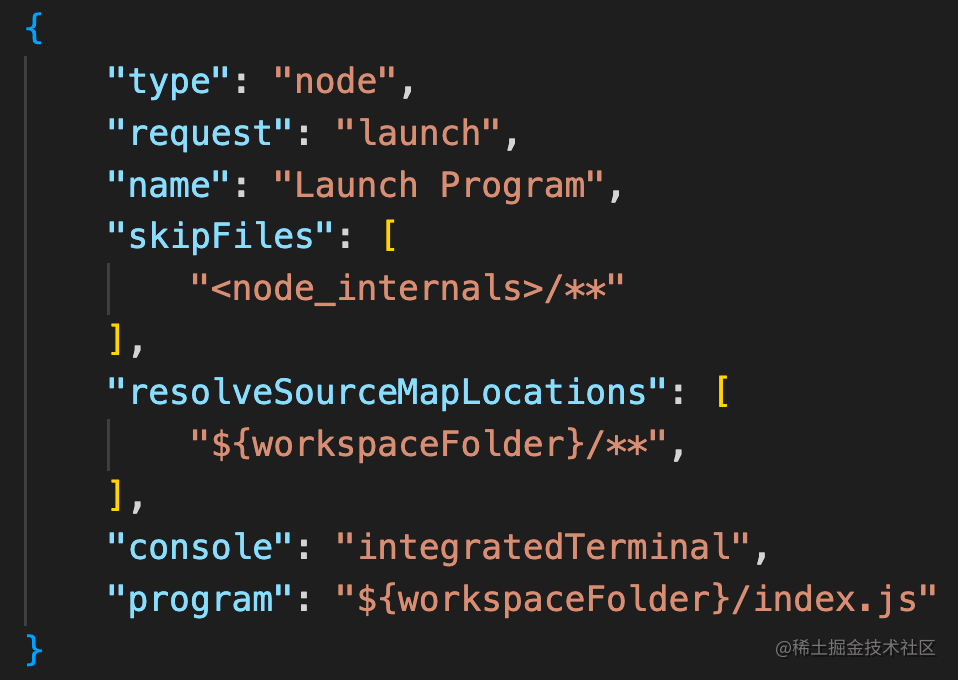 {
"type": "node",
"request": "launch",
"name": "Launch Program",
"skipFiles": [
"<node_internals>/**"
],
"resolveSourceMapLocations": [
"${workspaceFolder}/**",
],
"console": "integratedTerminal",
"program": "${workspaceFolder}/index.js"
}
@稀土掘金技术社区